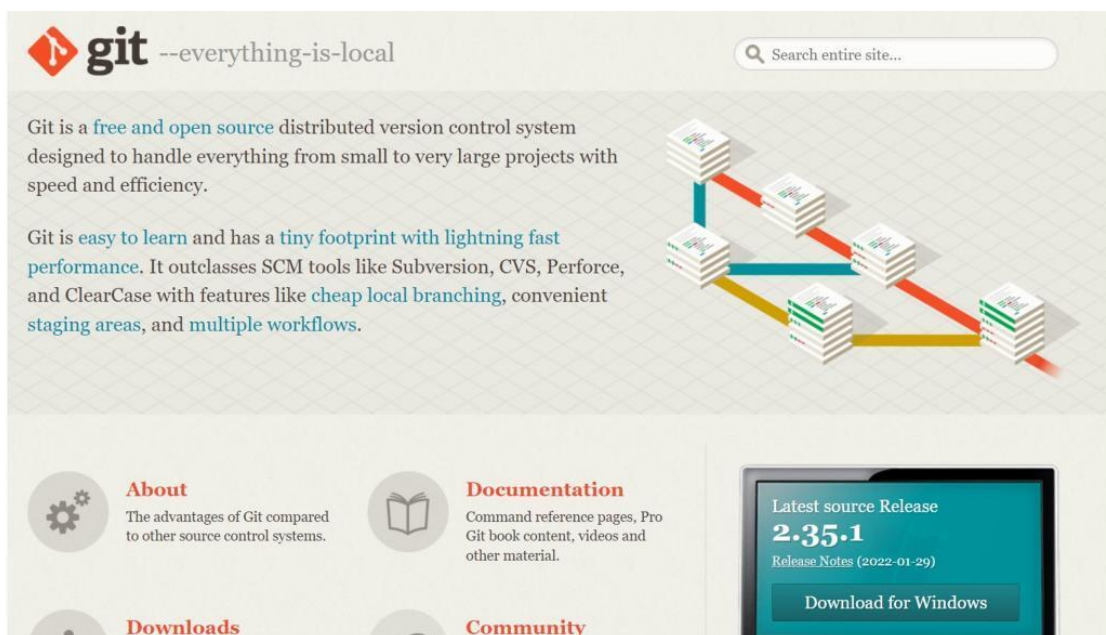 git --everything-is-local
Search entire site...
Git is a free and open source distributed version control system
designed to handle everything from small to very large projects with
speed and efficiency.
Git is easy to learn and has a tiny footprint with lightning fast
performance. It outclasses SCM tools like Subversion, CVS, Perforce,
and ClearCase with features like cheap local branching, convenient
staging areas, and multiple workflows.
About
The advantages of Git compared
to other source control systems.
Documentation
Command reference pages, Pro
Git book content, videos and
other material.
Latest source Release
2.35.1
Release Notes (2022-01-29)
Download for Windows
Downloads
Community